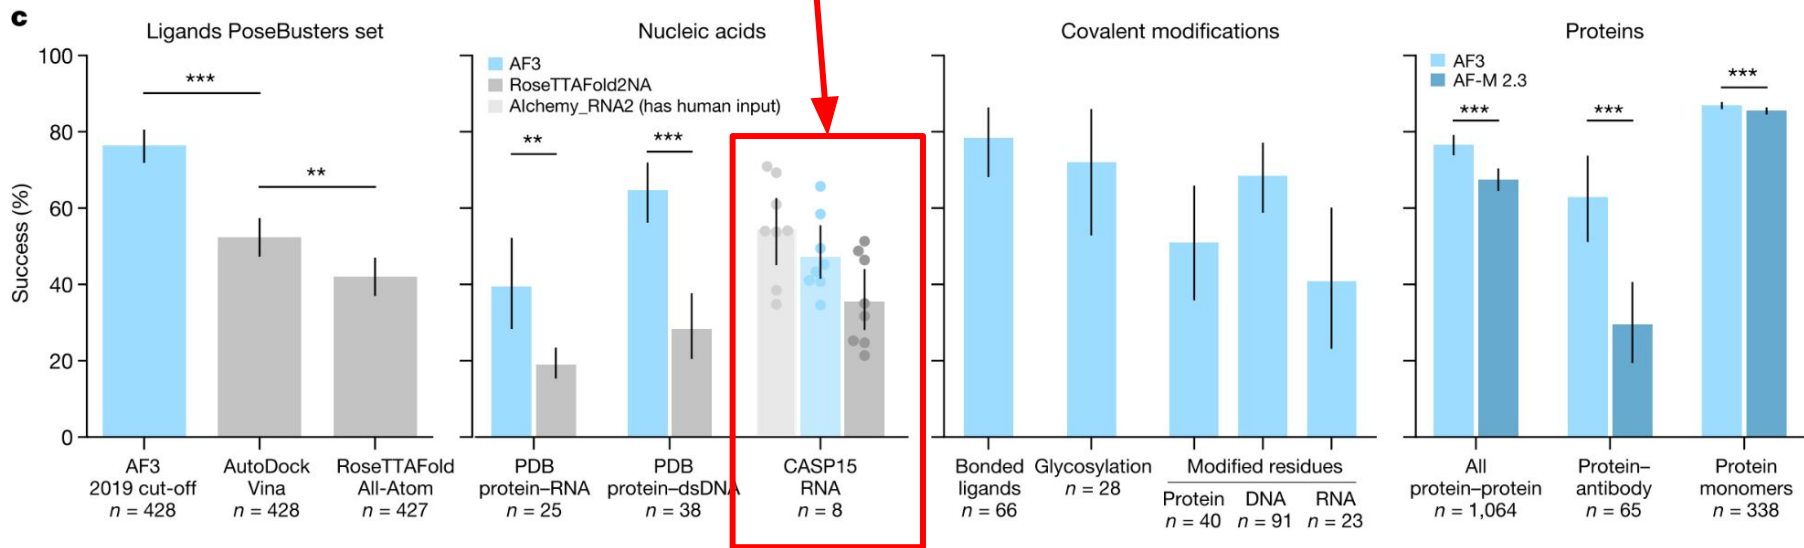 c
Ligands PoseBusters set
Nucleic acids
Covalent modifications
Proteins
Success (%)
100
80
60
40
20
0
***
**
AF3
2019 cut-off
n = 428
AutoDock
Vina
n = 428
RoseTTAFold
All-Atom
n = 427
AF3
RoseTTAFold2NA
Alchemy_RNA2 (has human input)
**
***
PDB
protein–RNA
n = 25
PDB
protein–dsDNA
n = 38
CASP15
RNA
n = 8
Bonded
ligands
n = 66
Glycosylation
n = 28
Modified residues
Protein
n = 40
DNA
n = 91
RNA
n = 23
AF3
AF-M 2.3
***
***
***
All
protein–protein
n = 1,064
Protein–
antibody
n = 65
Protein
monomers
n = 338